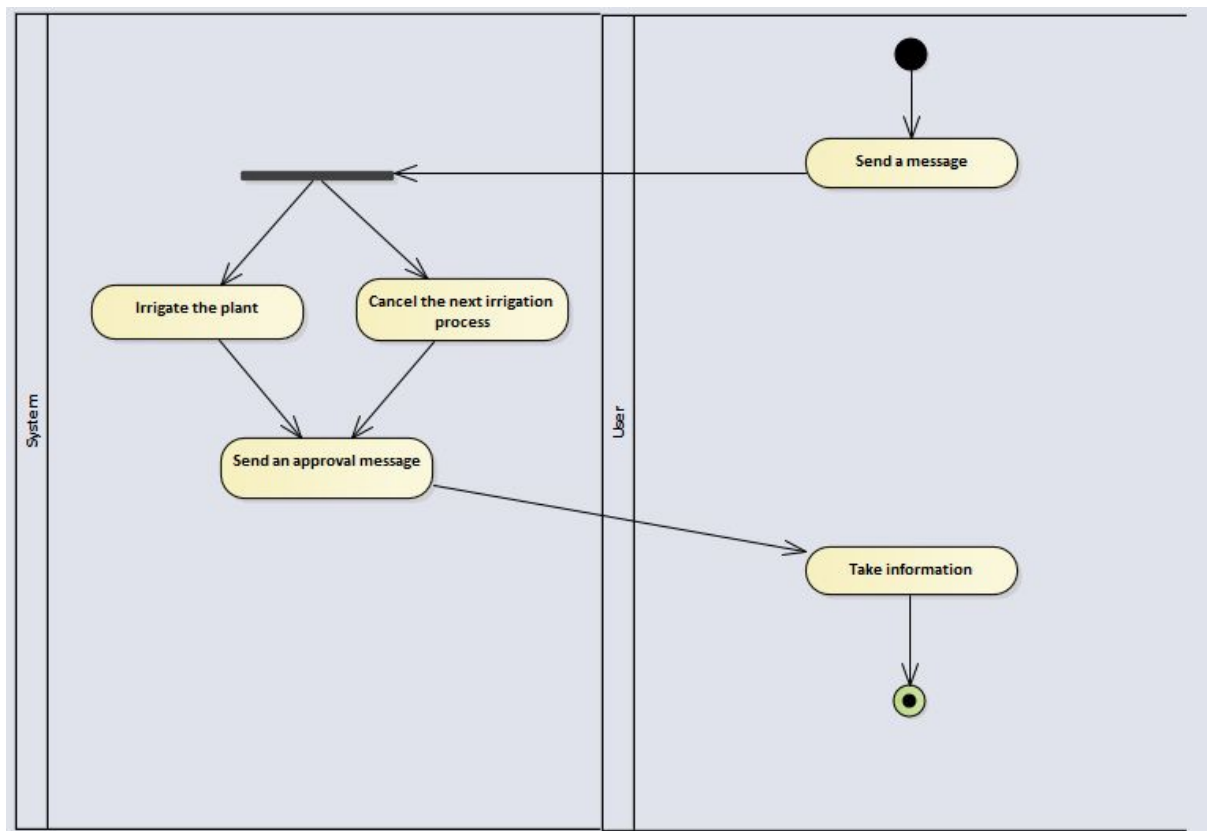 Send a message
Irrigate the plant
Cancel the next irrigation
process
System
User
Send an approval message
Take information